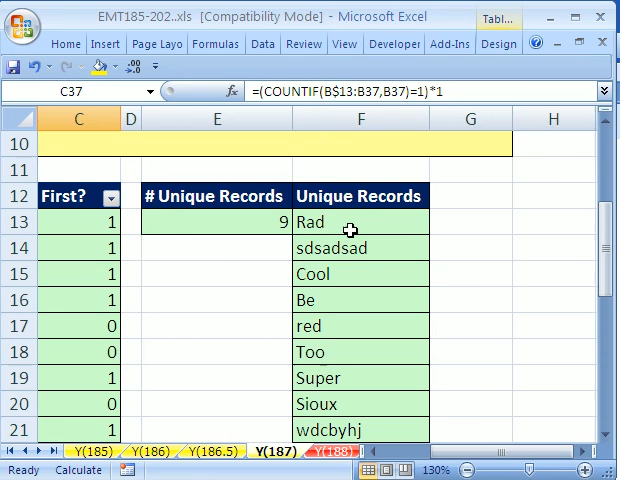 EMT185-202..xls [Compatibility Mode] - Microsoft Excel
Tabl...
Home Insert Page Layo Formulas Data Review View Developer Add-Ins Design
C37 fx =(COUNTIF(B$13:B37,B37)=1)*1
C D E F G H
10
11
12 First? # Unique Records Unique Records
13 1 9 Rad
14 1 sdsadsad
15 1 Cool
16 1 Be
17 0 red
18 0 Too
19 1 Super
20 0 Sioux
21 1 wdcbyhj
Y(185) Y(186) Y(186.5) Y(187) Y(188)
Ready Calculate 130%